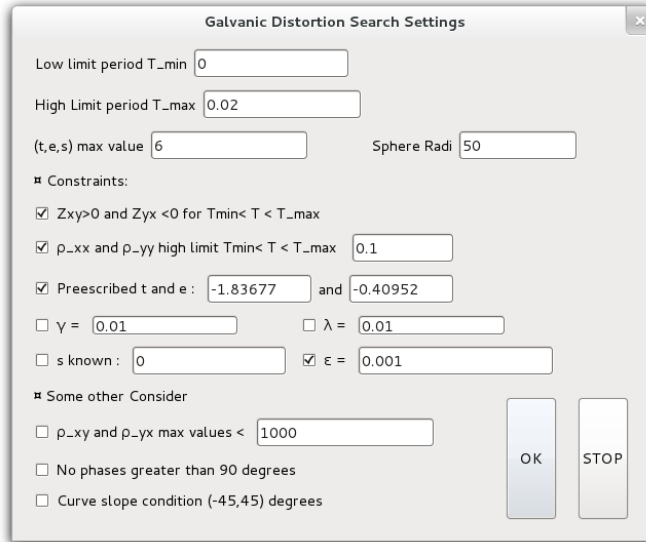 Galvanic Distortion Search Settings
Low limit period T_min 0
High Limit period T_max 0.02
(t,e,s) max value 6 Sphere Radi 50
¤ Constraints:
Zxy>0 and Zyx <0 for Tmin< T < T_max
ρ_xx and ρ_yy high limit Tmin< T < T_max 0.1
Preescribed t and e : -1.83677 and -0.40952
γ = 0.01 λ = 0.01
s known : 0 ε = 0.001
¤ Some other Consider
ρ_xy and ρ_yx max values < 1000
No phases greater than 90 degrees
Curve slope condition (-45,45) degrees
OK STOP